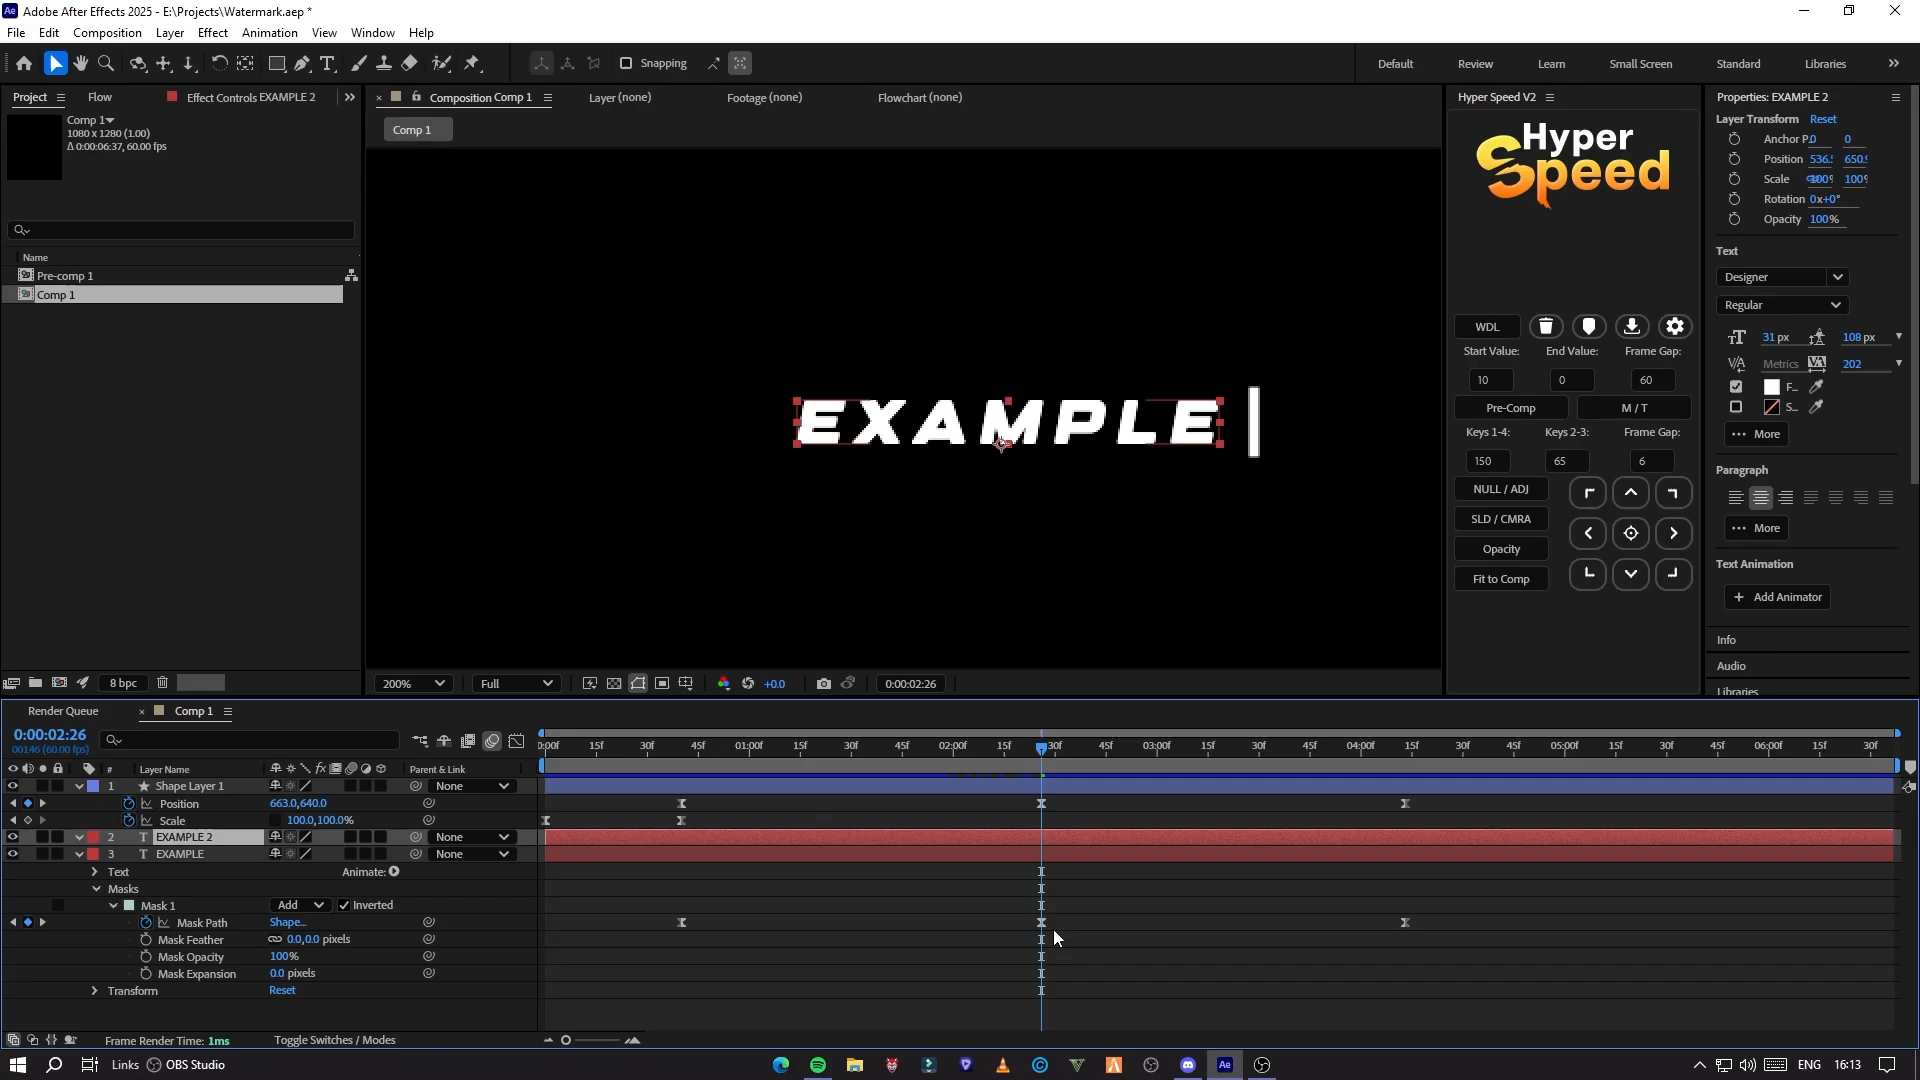 Adobe After Effects 2025 - E:\Projects\Watermark.aep *
File Edit Composition Layer Effect Animation View Window Help
Snapping
Default Review Learn Small Screen Standard Libraries
Project Flow Effect Controls EXAMPLE 2
Composition Comp 1 Layer (none) Footage (none) Flowchart (none)
Comp 1
Comp 1
1080 x 1280 (1.00)
Δ 0:00:06:37, 60.00 fps
Name
Pre-comp 1
Comp 1
8 bpc
EXAMPLE
200% Full +0.0 0:00:02:26
Hyper Speed V2
Hyper
Speed
WDL
Start Value: End Value: Frame Gap:
10 0 60
Pre-Comp M / T
Keys 1-4: Keys 2-3: Frame Gap:
150 65 6
NULL / ADJ
SLD / CMRA
Opacity
Fit to Comp
Properties: EXAMPLE 2
Layer Transform Reset
Anchor P. 0 0
Position 536. 650.
Scale 100% 100%
Rotation 0x+0°
Opacity 100%
Text
Designer
Regular
31 px 108 px
Metrics 202
F...
S...
More
Paragraph
More
Text Animation
Add Animator
Info
Audio
Libraries
Render Queue Comp 1
0:00:02:26
00146 (60.00 fps)
0:00f 15f 30f 45f 01:00f 15f 30f 45f 02:00f 15f 30f 45f 03:00f 15f 30f 45f 04:00f 15f 30f 45f 05:00f 15f 30f 45f 06:00f 15f 30f
# Layer Name fx Parent & Link
1 Shape Layer 1 None
Position 663.0,640.0
Scale 100.0,100.0%
2 T EXAMPLE 2 None
3 T EXAMPLE None
Text Animate:
Masks
Mask 1 Add Inverted
Mask Path Shape...
Mask Feather 0.0,0.0 pixels
Mask Opacity 100%
Mask Expansion 0.0 pixels
Transform Reset
Frame Render Time: 1ms Toggle Switches / Modes
Links OBS Studio Ae ENG 16:13